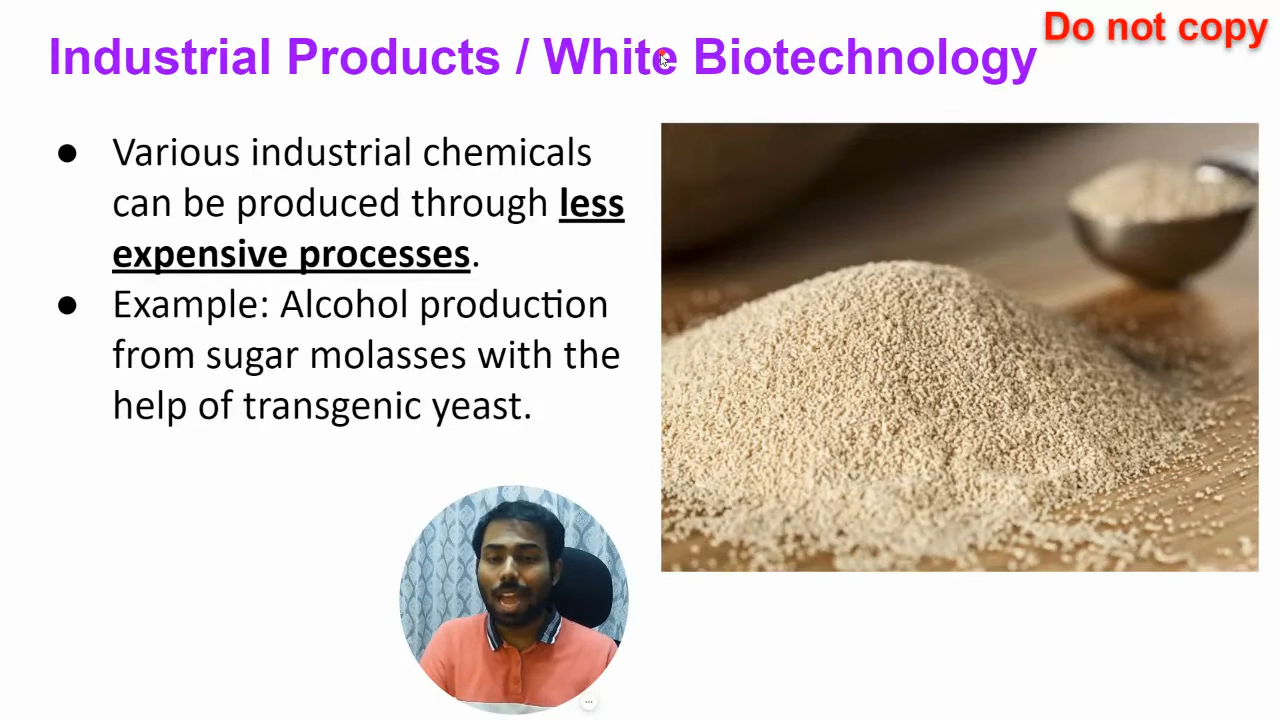 Do not copy
Industrial Products / White Biotechnology
● Various industrial chemicals
can be produced through less
expensive processes.
● Example: Alcohol production
from sugar molasses with the
help of transgenic yeast.